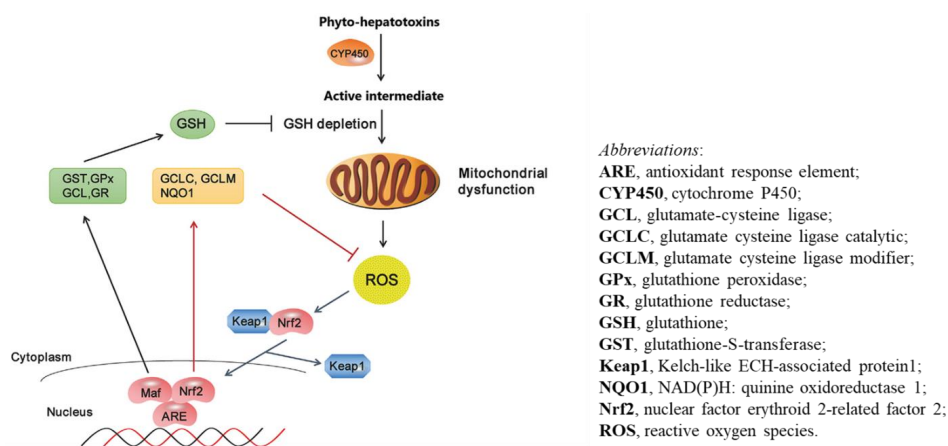 Phyto-hepatotoxins
CYP450
Active intermediate
GSH
GSH depletion
GST,GPx
GCL,GR
GCLC, GCLM
NQO1
Mitochondrial
dysfunction
ROS
Keap1
Nrf2
Cytoplasm
Keap1
Maf
Nrf2
ARE
Nucleus
Abbreviations:
ARE, antioxidant response element;
CYP450, cytochrome P450;
GCL, glutamate-cysteine ligase;
GCLC, glutamate cysteine ligase catalytic;
GCLM, glutamate cysteine ligase modifier;
GPx, glutathione peroxidase;
GR, glutathione reductase;
GSH, glutathione;
GST, glutathione-S-transferase;
Keap1, Kelch-like ECH-associated protein1;
NQO1, NAD(P)H: quinine oxidoreductase 1;
Nrf2, nuclear factor erythroid 2-related factor 2;
ROS, reactive oxygen species.